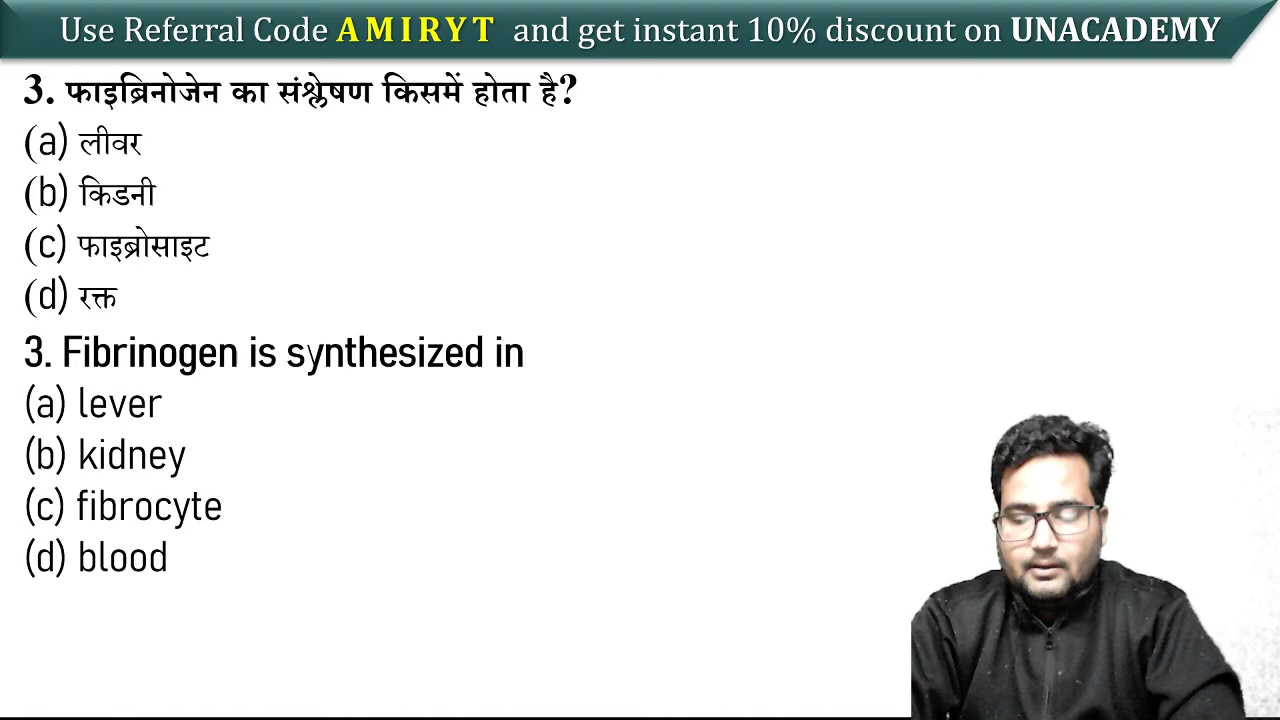 Use Referral Code AMIRYT and get instant 10% discount on UNACADEMY
3. फाइब्रिनोजेन का संश्लेषण किसमें होता है?
(a) लीवर
(b) किडनी
(c) फाइब्रोसाइट
(d) रक्त
3. Fibrinogen is synthesized in
(a) lever
(b) kidney
(c) fibrocyte
(d) blood